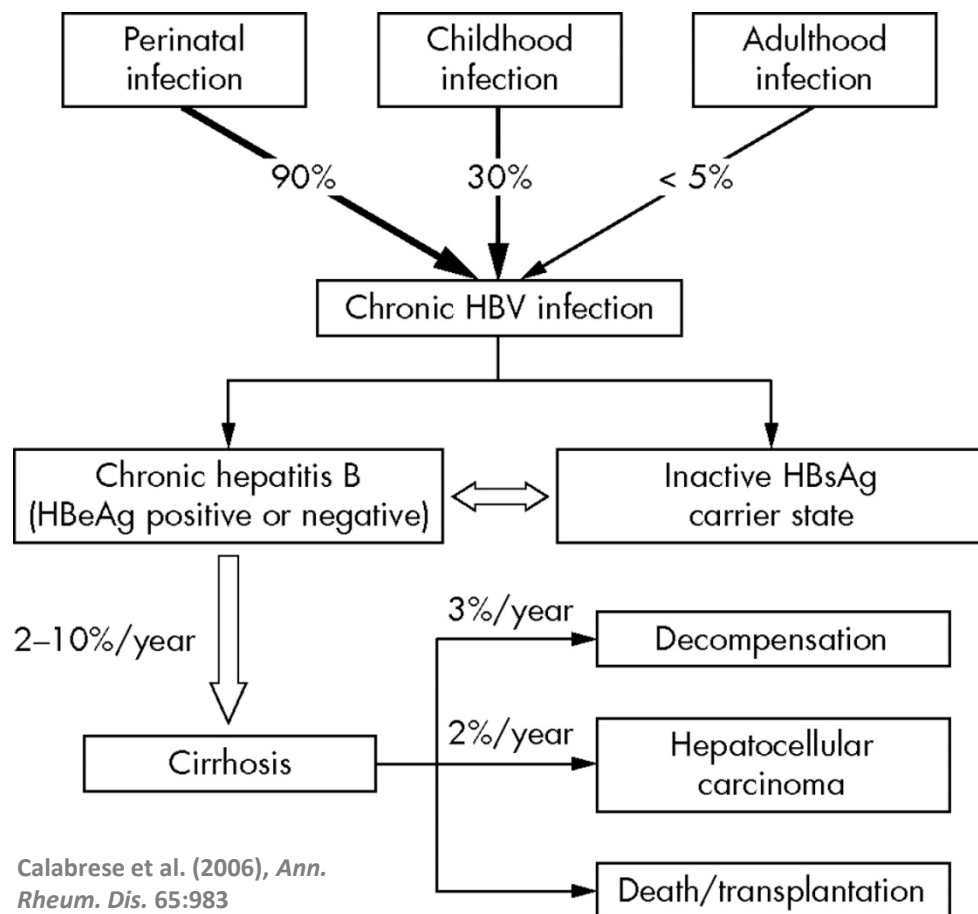 Perinatal
infection
Childhood
infection
Adulthood
infection
90%
30%
< 5%
Chronic HBV infection
Chronic hepatitis B
(HBeAg positive or negative)
Inactive HBsAg
carrier state
2–10%/year
3%/year
Decompensation
2%/year
Cirrhosis
Hepatocellular
carcinoma
Death/transplantation
Calabrese et al. (2006), Ann.
Rheum. Dis. 65:983